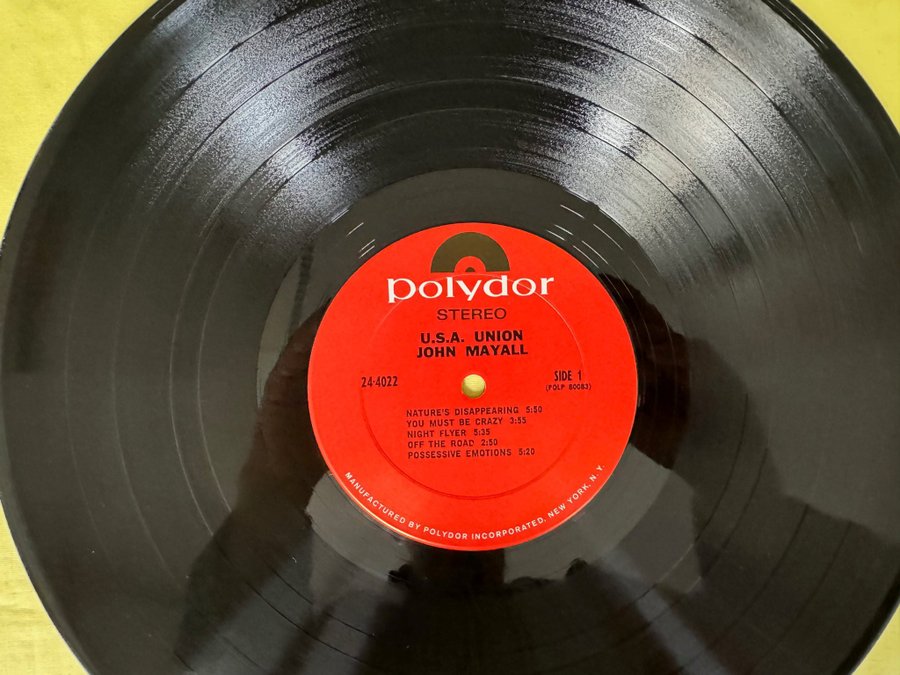 polydor
STEREO
U.S.A. UNION
JOHN MAYALL
24-4022
SIDE 1
(POLP 80083)
NATURE'S DISAPPEARING 5:50
YOU MUST BE CRAZY 3:55
NIGHT FLYER 5:35
OFF THE ROAD 2:50
POSSESSIVE EMOTIONS 5:20
MANUFACTURED BY POLYDOR INCORPORATED, NEW YORK, N.Y.